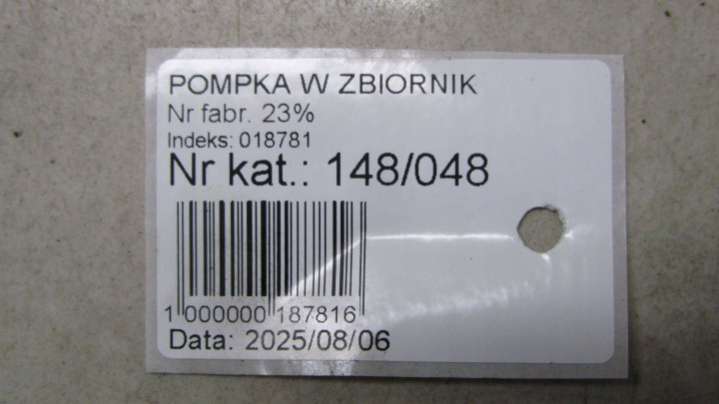 POMPKA W ZBIORNIK
Nr fabr. 23%
Indeks: 018781
Nr kat.: 148/048
1 000000 187816
Data: 2025/08/06